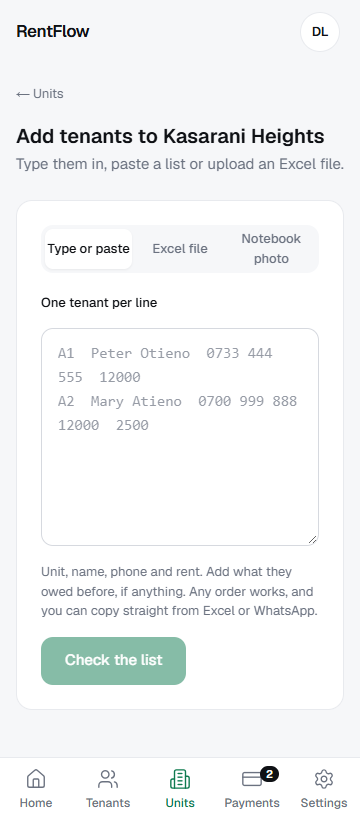 RentFlow
DL
← Units
Add tenants to Kasarani Heights
Type them in, paste a list or upload an Excel file.
Type or paste
Excel file
Notebook
photo
One tenant per line
A1  Peter Otieno  0733 444
555  12000
A2  Mary Atieno  0700 999 888
12000  2500
Unit, name, phone and rent. Add what they
owed before, if anything. Any order works, and
you can copy straight from Excel or WhatsApp.
Check the list
2
Home
Tenants
Units
Payments
Settings